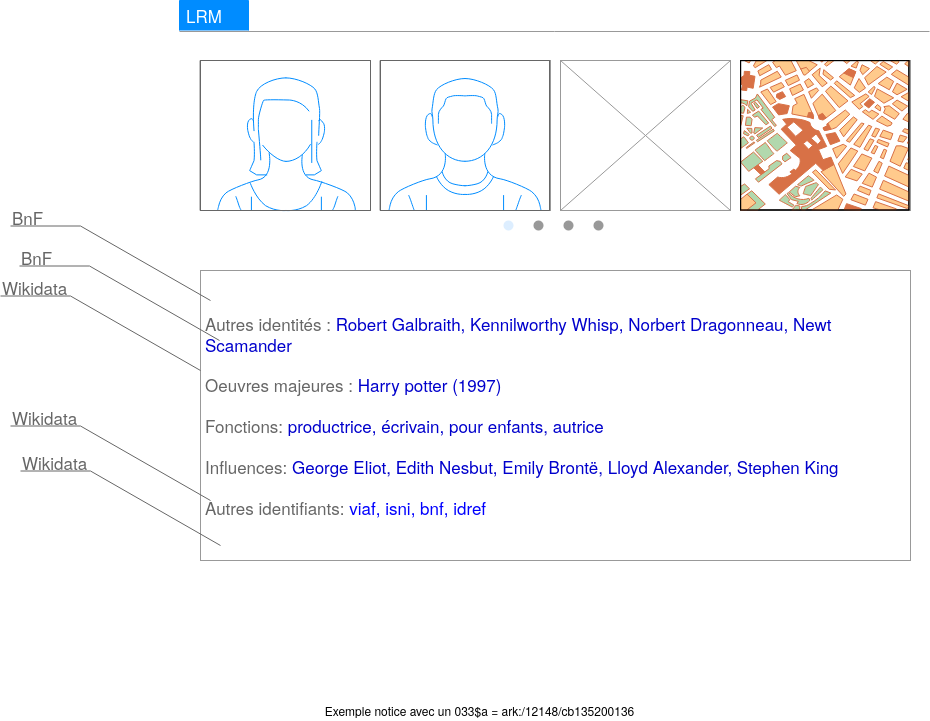 LRM
BnF
BnF
Wikidata
Autres identités : Robert Galbraith, Kennilworthy Whisp, Norbert Dragonneau, Newt
Scamander
Oeuvres majeures : Harry potter (1997)
Wikidata
Fonctions: productrice, écrivain, pour enfants, autrice
Wikidata
Influences: George Eliot, Edith Nesbut, Emily Brontë, Lloyd Alexander, Stephen King
Autres identifiants: viaf, isni, bnf, idref
Exemple notice avec un 033$a = ark:/12148/cb135200136